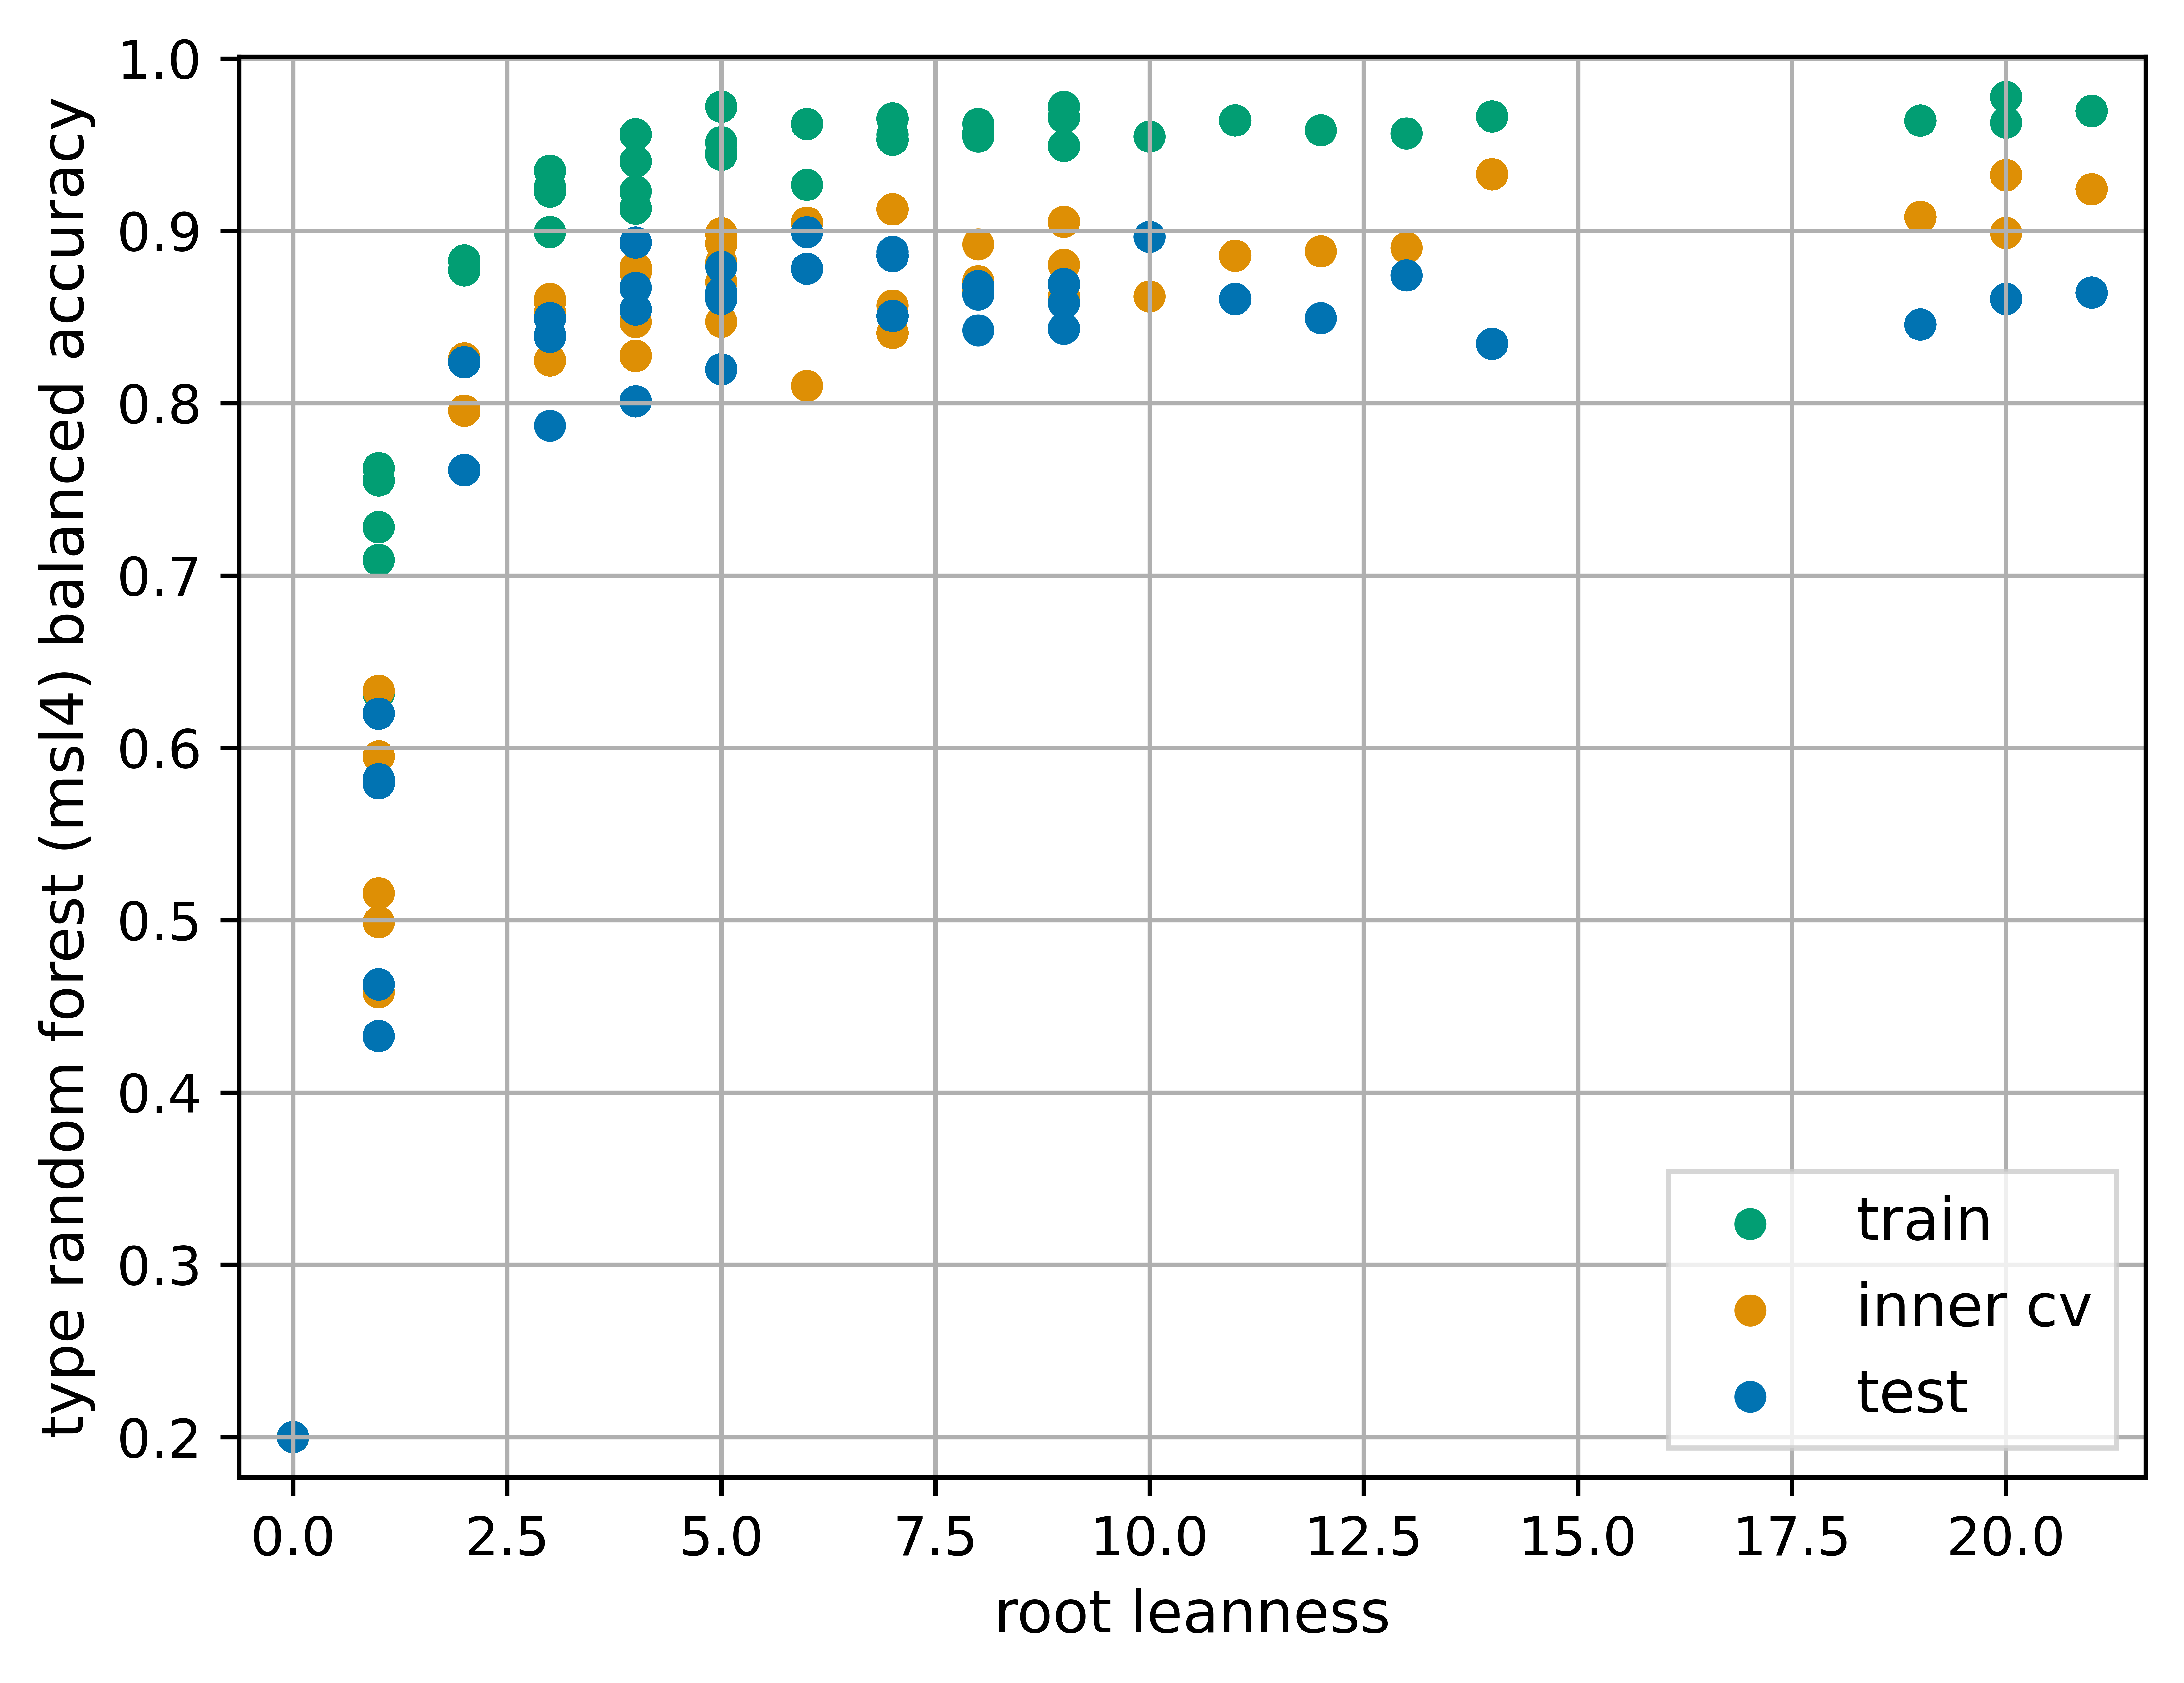 1.0
0.9
0.8
0.7
0.6
0.5
0.4
0.3
0.2
type random forest (msl4) balanced accuracy
train
inner cv
test
0.0 2.5 5.0 7.5 10.0 12.5 15.0 17.5 20.0
root leanness